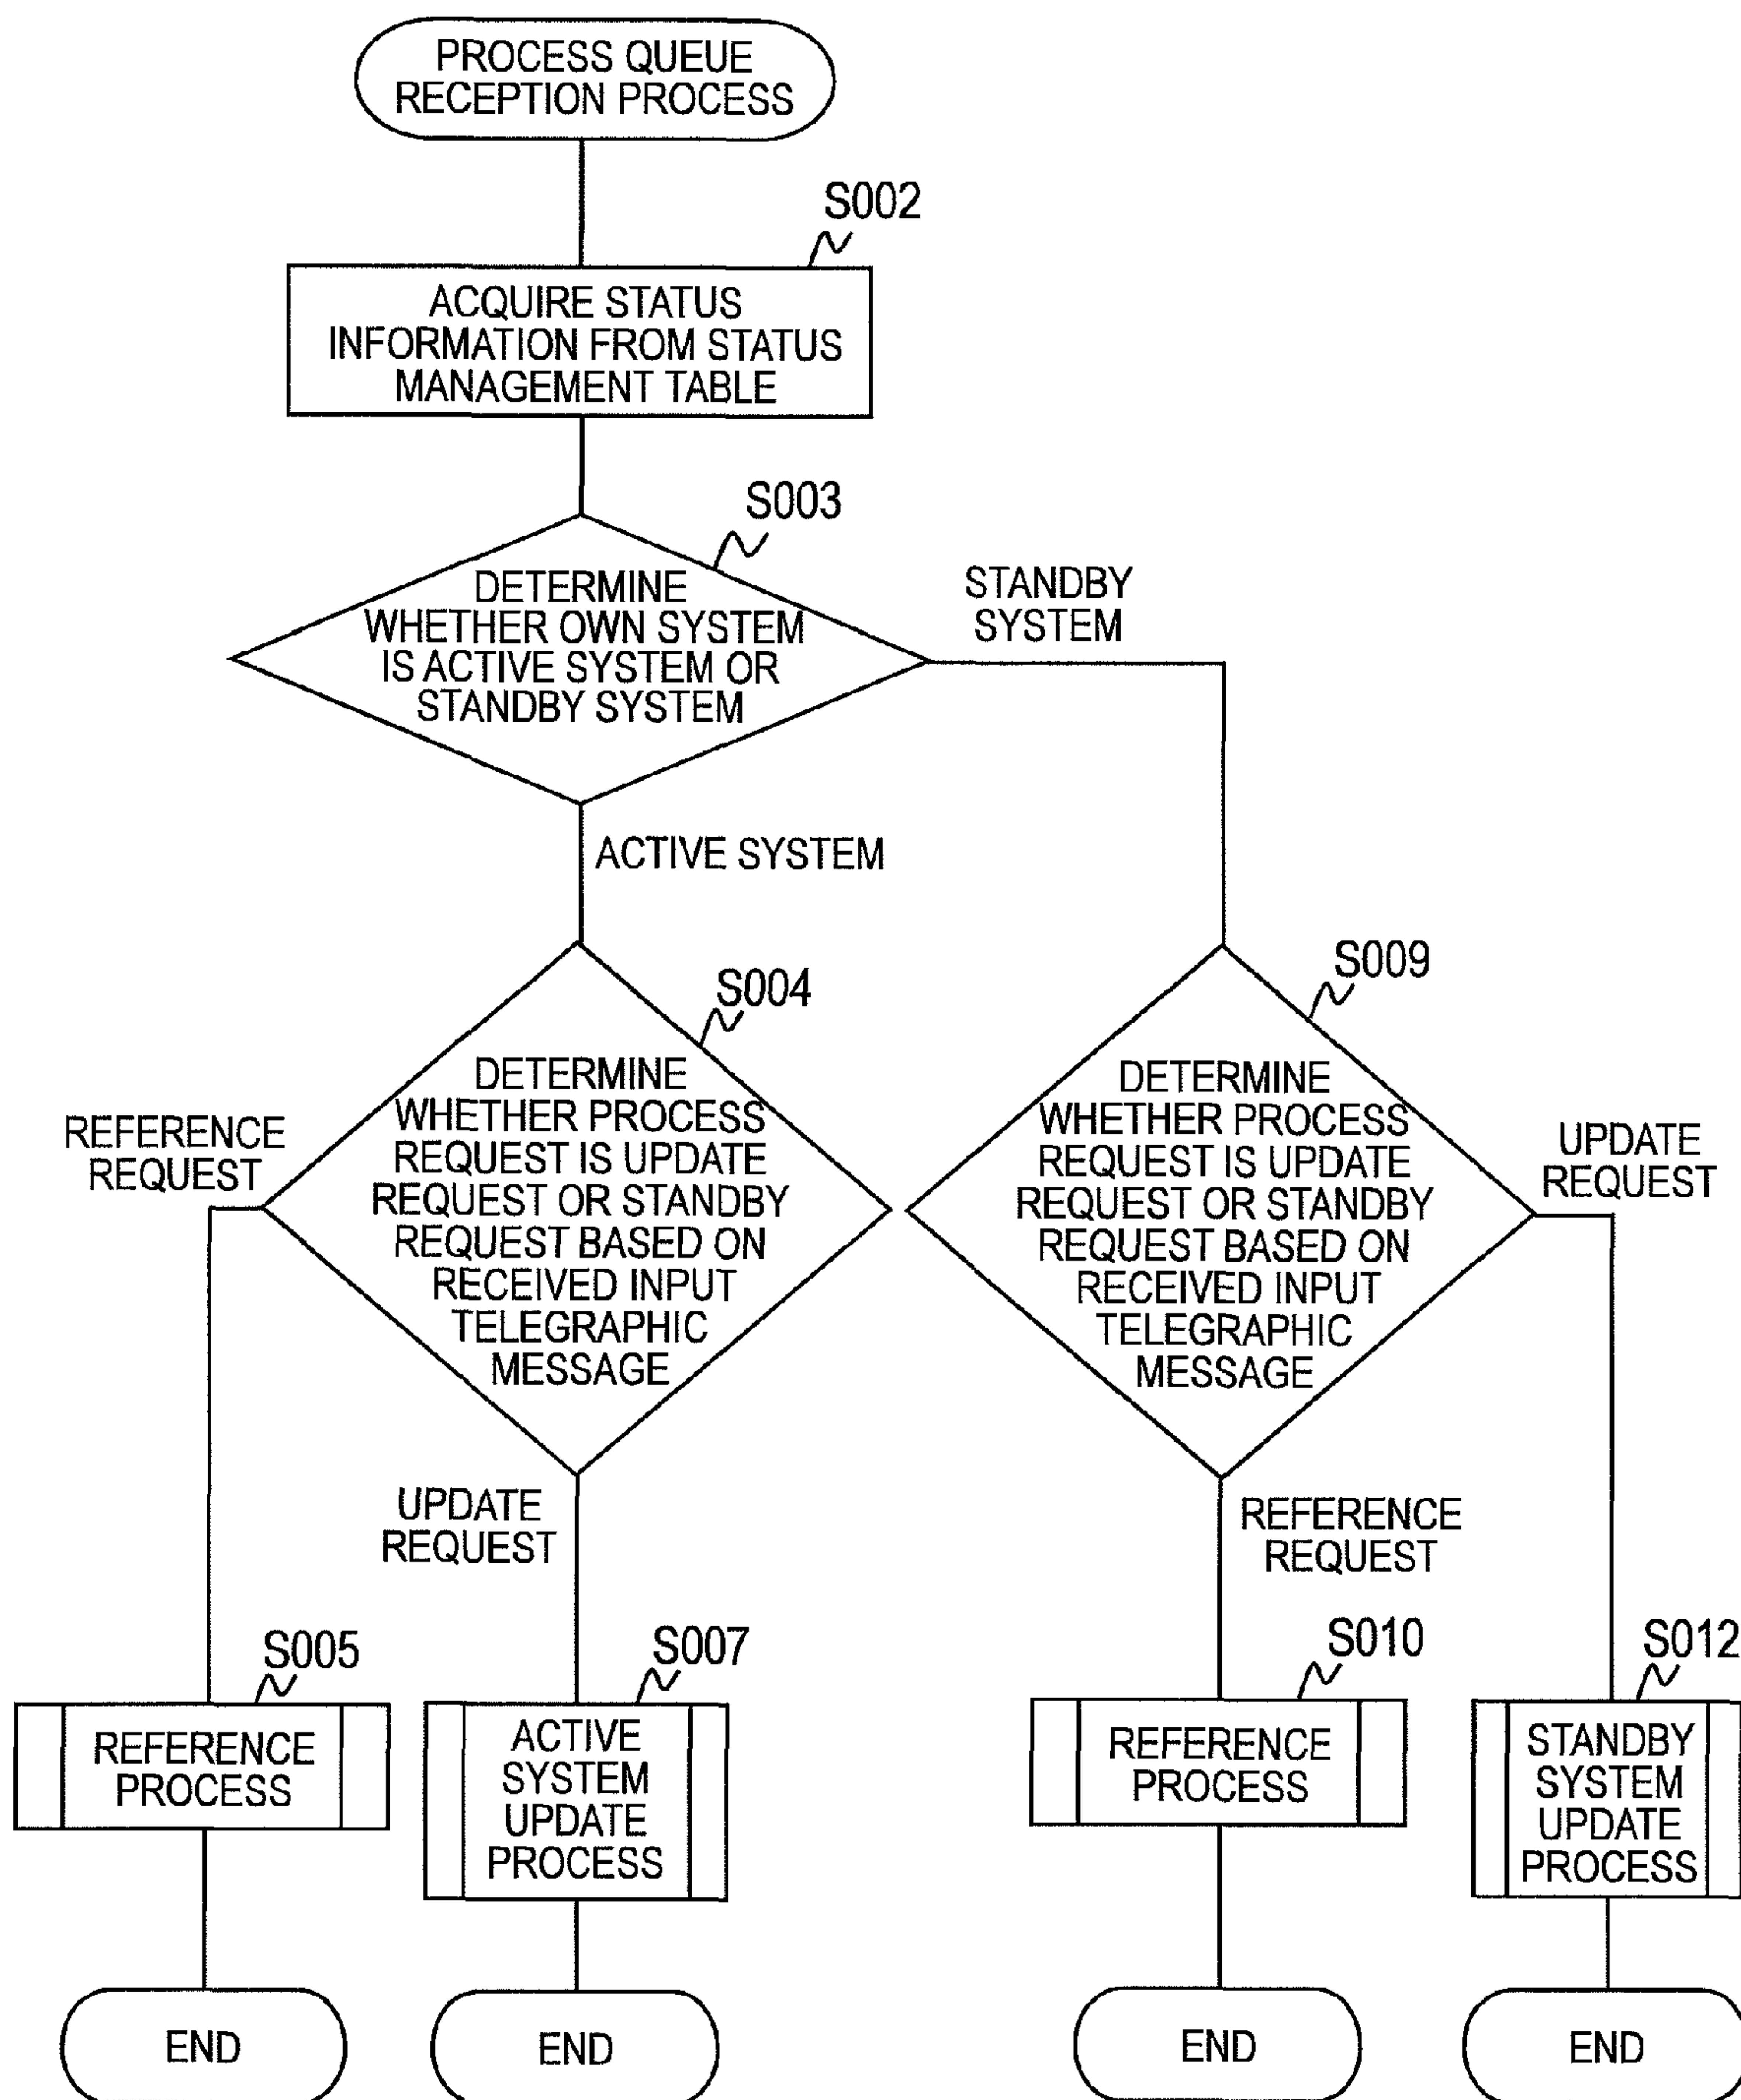 PROCESS QUEUE
RECEPTION PROCESS
S002
ACQUIRE STATUS
INFORMATION FROM STATUS
MANAGEMENT TABLE
S003
DETERMINE
WHETHER OWN SYSTEM
IS ACTIVE SYSTEM OR
STANDBY SYSTEM
STANDBY
SYSTEM
ACTIVE SYSTEM
S004
DETERMINE
WHETHER PROCESS
REQUEST IS UPDATE
REQUEST OR STANDBY
REQUEST BASED ON
RECEIVED INPUT
TELEGRAPHIC
MESSAGE
REFERENCE
REQUEST
UPDATE
REQUEST
S009
DETERMINE
WHETHER PROCESS
REQUEST IS UPDATE
REQUEST OR STANDBY
REQUEST BASED ON
RECEIVED INPUT
TELEGRAPHIC
MESSAGE
UPDATE
REQUEST
REFERENCE
REQUEST
S005
REFERENCE
PROCESS
S007
ACTIVE
SYSTEM
UPDATE
PROCESS
S010
REFERENCE
PROCESS
S012
STANDBY
SYSTEM
UPDATE
PROCESS
END
END
END
END